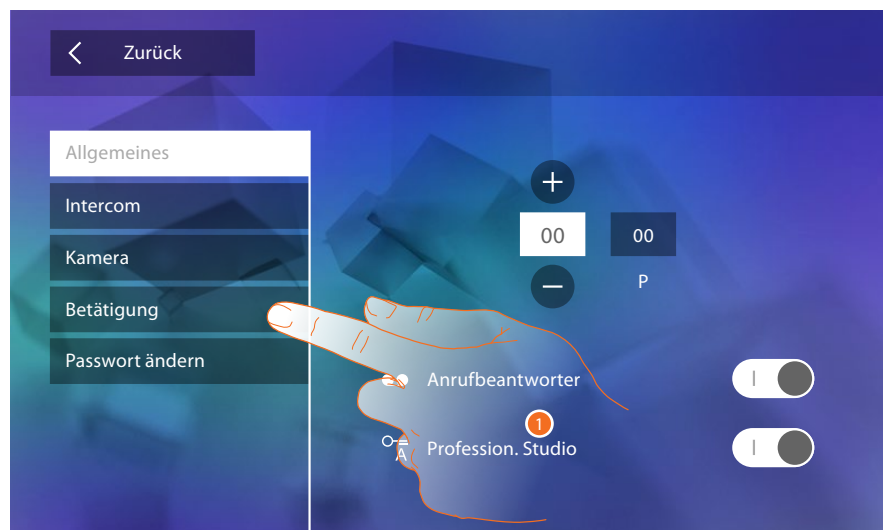 Zurück
Allgemeines
Intercom
Kamera
Betätigung
Passwort ändern
00 00
P
Anrufbeantworter
I
1
A
Profession. Studio
I